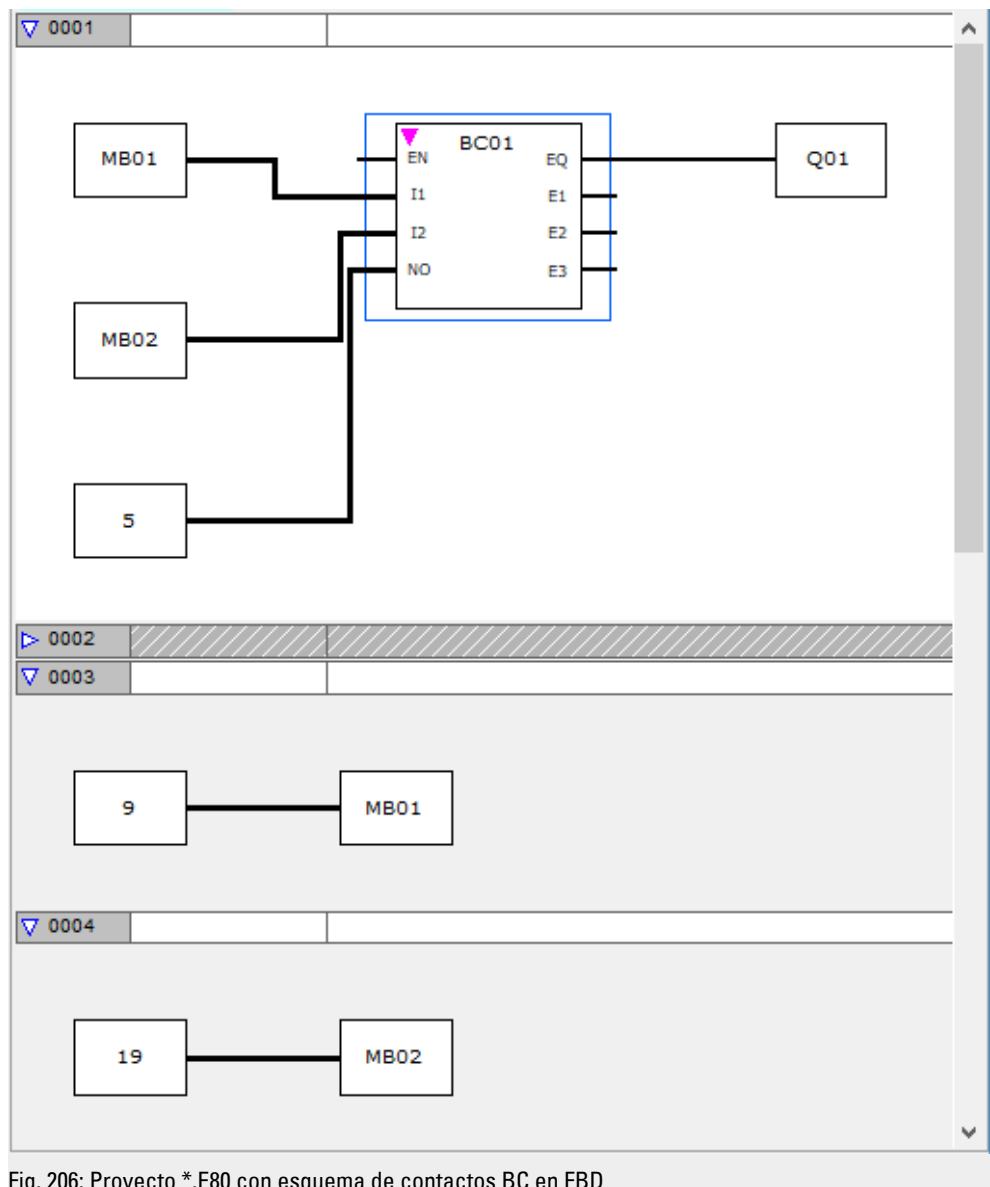 0001
MB01
BC01
EN
EQ
Q01
I1
E1
I2
E2
NO
E3
MB02
5
0002
0003
9
MB01
0004
19
MB02
Fig. 206: Proyecto *.E80 con esquema de contactos BC en FBD